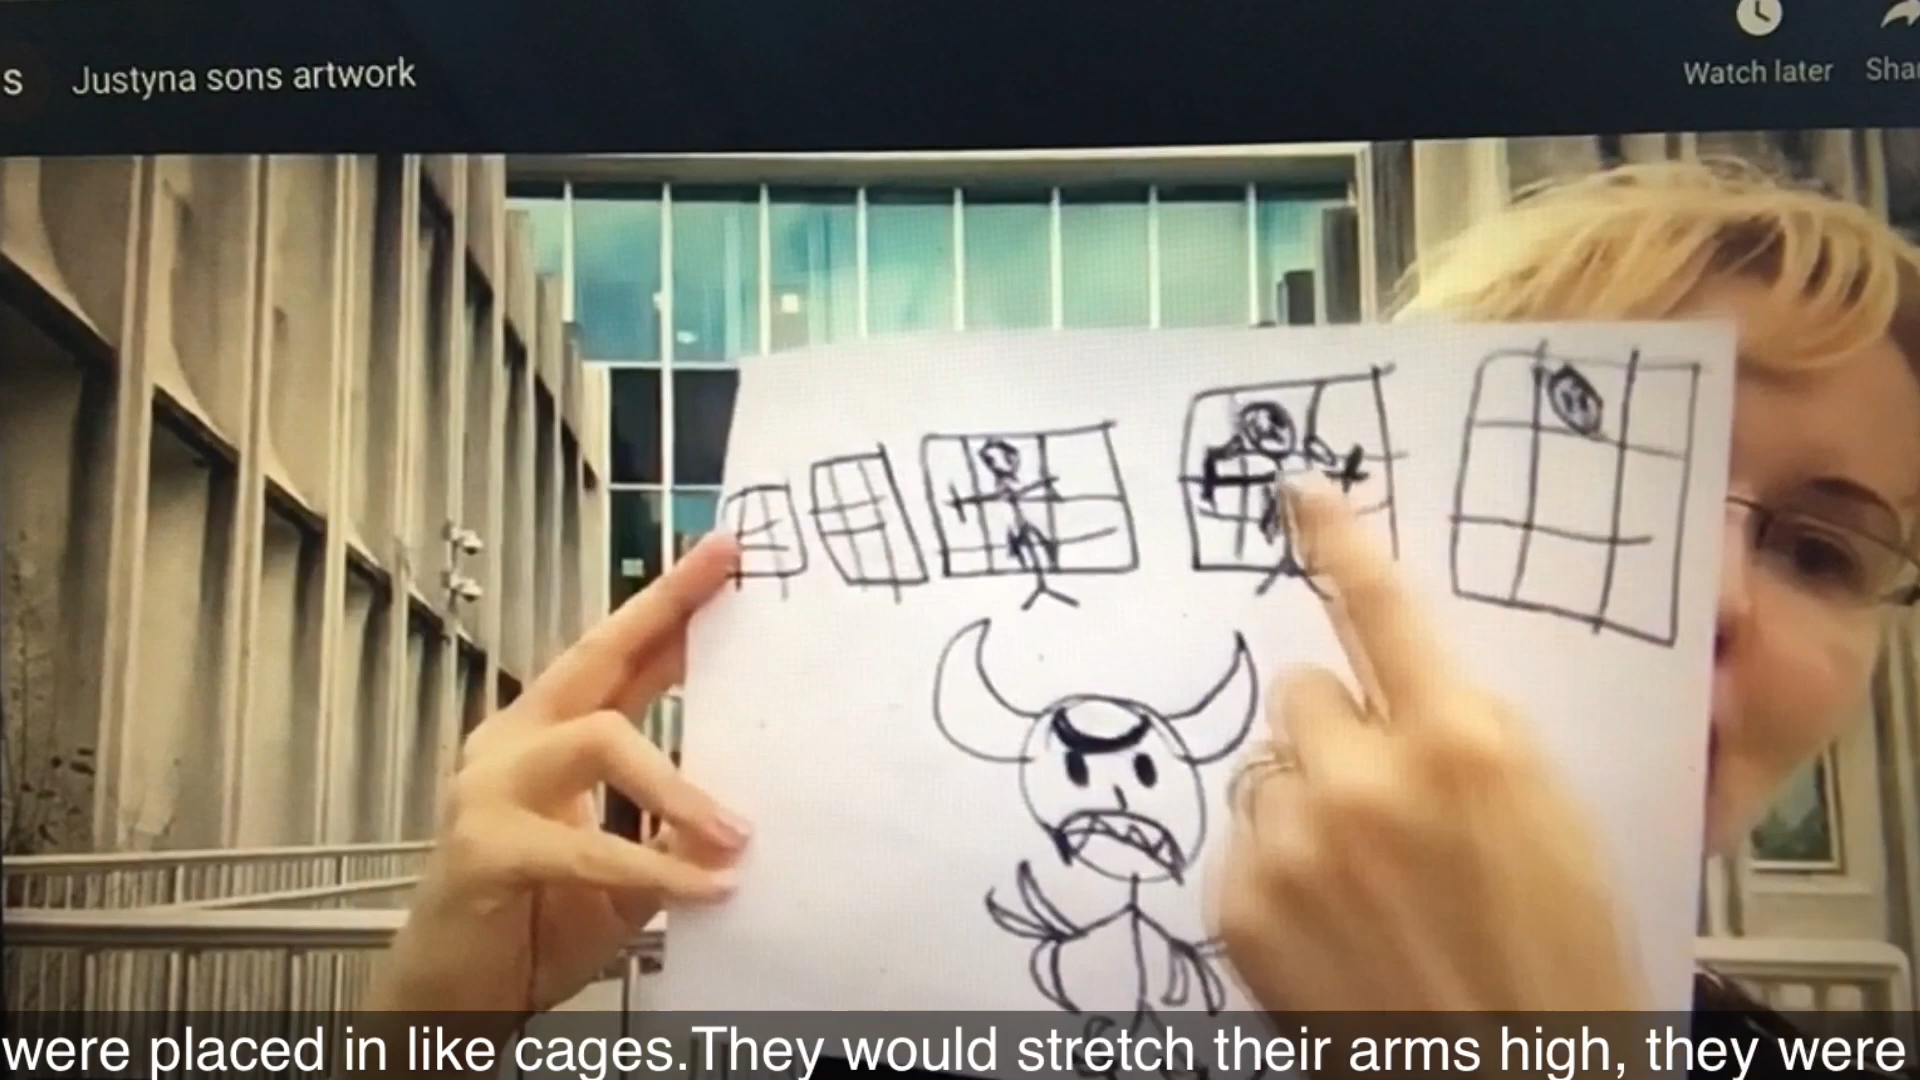 S Justyna sons artwork
Watch later
were placed in like cages.They would stretch their arms high, they were